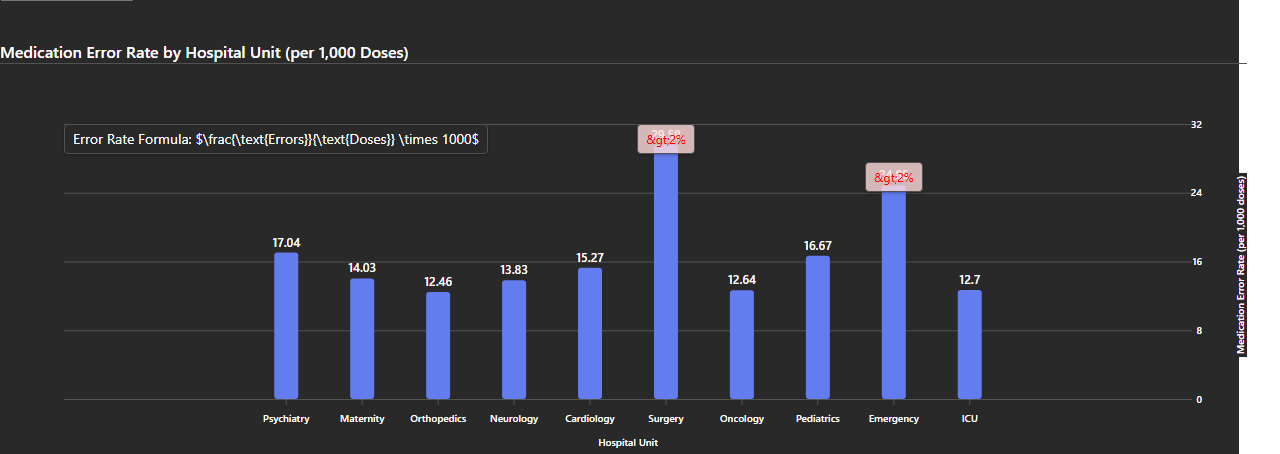 Medication Error Rate by Hospital Unit (per 1,000 Doses)
Error Rate Formula: $\frac{\text{Errors}}{\text{Doses}} \times 1000$
&gt;2%
&gt;2%
32
24
16
8
0
17.04
14.03
12.46
13.83
15.27
12.64
16.67
12.7
Psychiatry
Maternity
Orthopedics
Neurology
Cardiology
Surgery
Oncology
Pediatrics
Emergency
ICU
Hospital Unit
Medication Error Rate (per 1,000 doses)